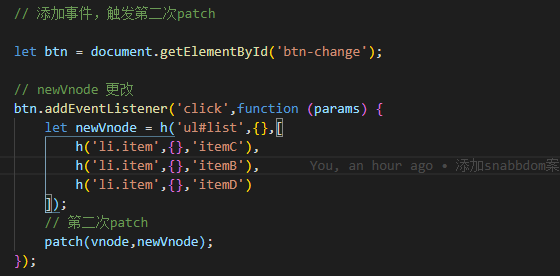 // 添加事件，触发第二次patch
let btn = document.getElementById('btn-change');
// newVnode 更改
btn.addEventListener('click',function (params) {
let newVnode = h('ul#list',{},[
h('li.item',{},'itemC'),
h('li.item',{},'itemB'), You, an hour ago • 添加snabbdom案
h('li.item',{},'itemD')
]);
// 第二次patch
patch(vnode,newVnode);
});